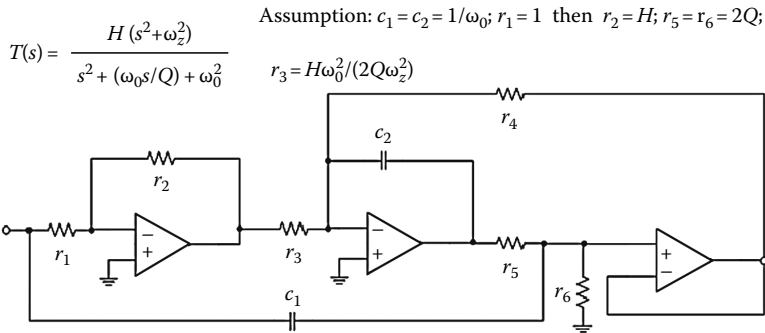 Assumption: c₁ = c₂ = 1/ω₀; r₁ = 1 then r₂ = H; r₅ = r₆ = 2Q;
T(s) = H (s² + ω_z²) / s² + (ω₀s/Q) + ω₀²
r₃ = Hω₀²/(2Qω_z²)
r₄
c₂
r₂
r₁
−
+
r₃
−
+
r₅
r₆
+
−
c₁